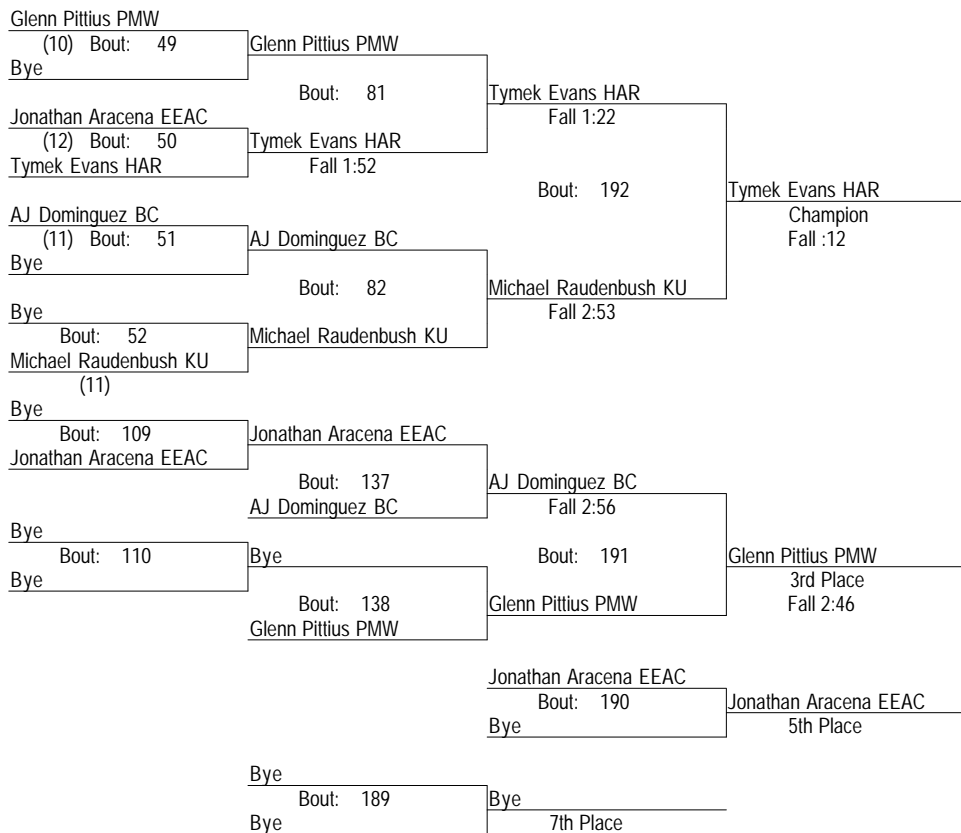 Glenn Pittius PMW
(10) Bout: 49
Bye
Glenn Pittius PMW
Bout: 81
Jonathan Aracena EEAC
(12) Bout: 50
Tymek Evans HAR
Tymek Evans HAR
Fall 1:52
Tymek Evans HAR
Fall 1:22
Bout: 192
AJ Dominguez BC
(11) Bout: 51
Bye
AJ Dominguez BC
Bout: 82
Bye
Bout: 52
Michael Raudenbush KU
(11)
Michael Raudenbush KU
Michael Raudenbush KU
Fall 2:53
Tymek Evans HAR
Champion
Fall :12
Bye
Bout: 109
Jonathan Aracena EEAC
Jonathan Aracena EEAC
Bout: 137
AJ Dominguez BC
AJ Dominguez BC
Fall 2:56
Bout: 191
Bye
Bout: 110
Bye
Bye
Bout: 138
Glenn Pittius PMW
Glenn Pittius PMW
Glenn Pittius PMW
3rd Place
Fall 2:46
Jonathan Aracena EEAC
Bout: 190
Bye
Jonathan Aracena EEAC
5th Place
Bye
Bout: 189
Bye
Bye
7th Place